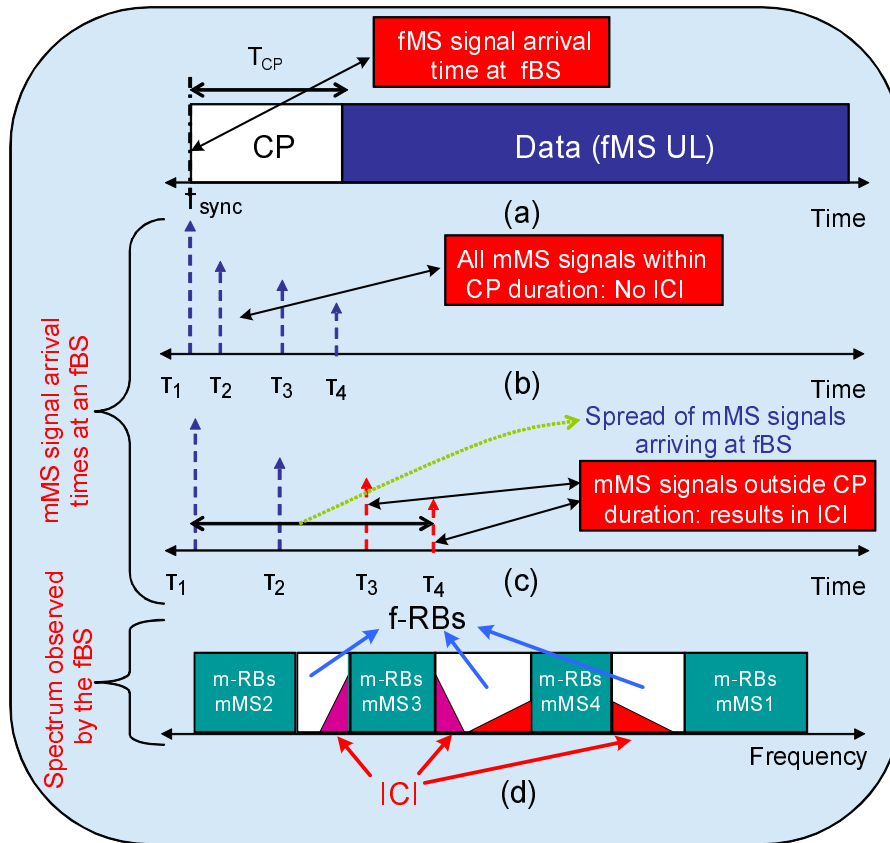 fMS signal arrival
time at fBS
TCP
CP
Data (fMS UL)
Tsync
(a)
Time
All mMS signals within
CP duration: No ICI
τ1
τ2
τ3
τ4
(b)
Time
mMS signal arrival
times at an fBS
Spread of mMS signals
arriving at fBS
mMS signals outside CP
duration: results in ICI
τ1
τ2
τ3
τ4
(c)
Time
f-RBs
Spectrum observed
by the fBS
m-RBs
mMS2
m-RBs
mMS3
m-RBs
mMS4
m-RBs
mMS1
Frequency
ICI
(d)